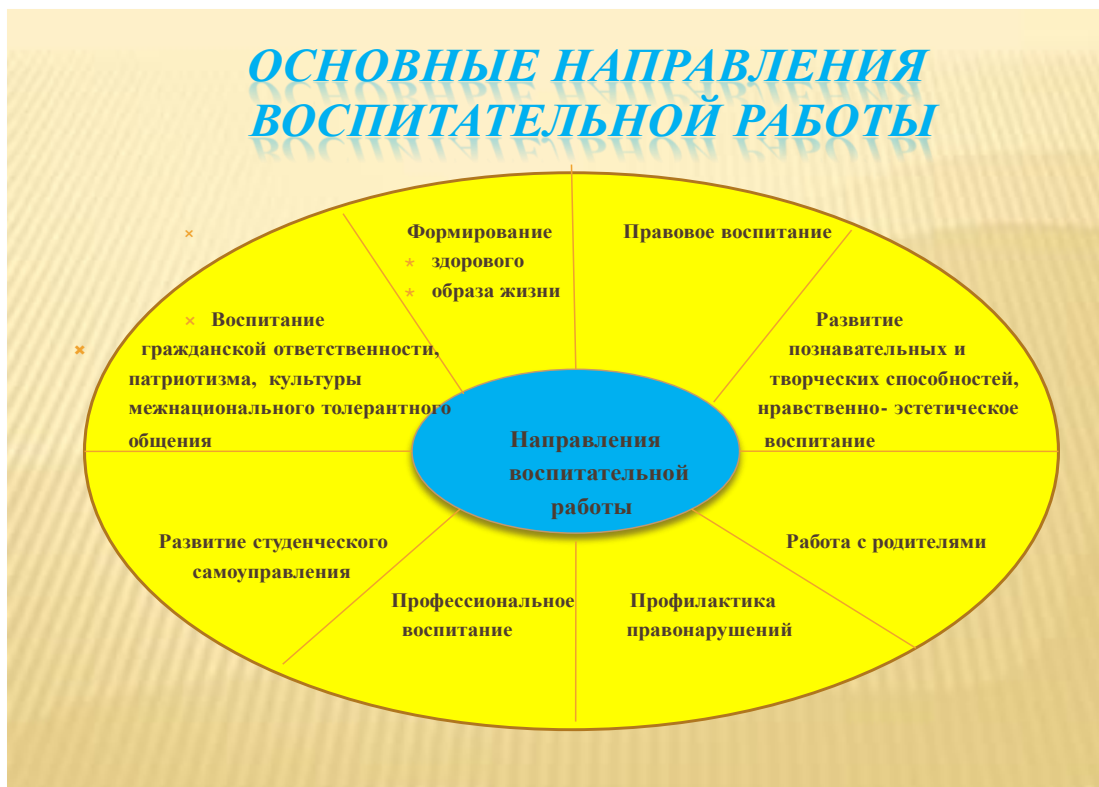 ОСНОВНЫЕ НАПРАВЛЕНИЯ
ВОСПИТАТЕЛЬНОЙ РАБОТЫ
Формирование
здорового
образа жизни
Правовое воспитание
Воспитание
гражданской ответственности,
патриотизма, культуры
межнационального толерантного
общения
Развитие
познавательных и
творческих способностей,
нравственно- эстетическое
воспитание
Направления
воспитательной
работы
Развитие студенческого
самоуправления
Работа с родителями
Профессиональное
воспитание
Профилактика
правонарушений